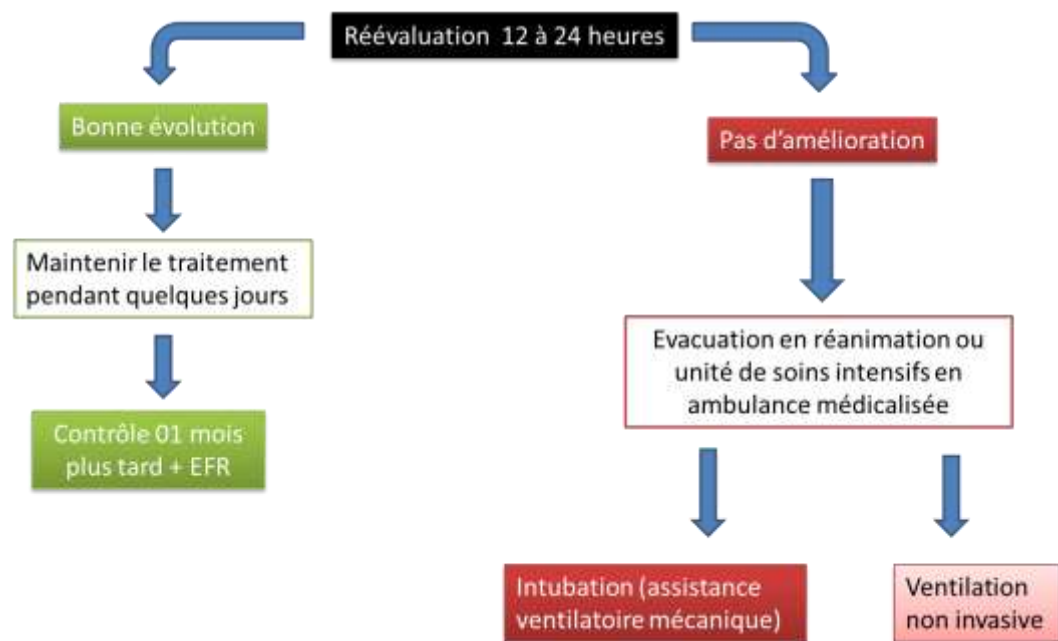 Réévaluation 12 à 24 heures
Bonne évolution
Pas d'amélioration
Maintenir le traitement
pendant quelques jours
Evacuation en réanimation ou
unité de soins intensifs en
ambulance médicalisée
Contrôle 01 mois
plus tard + EFR
Intubation (assistance
ventilatoire mécanique)
Ventilation
non invasive